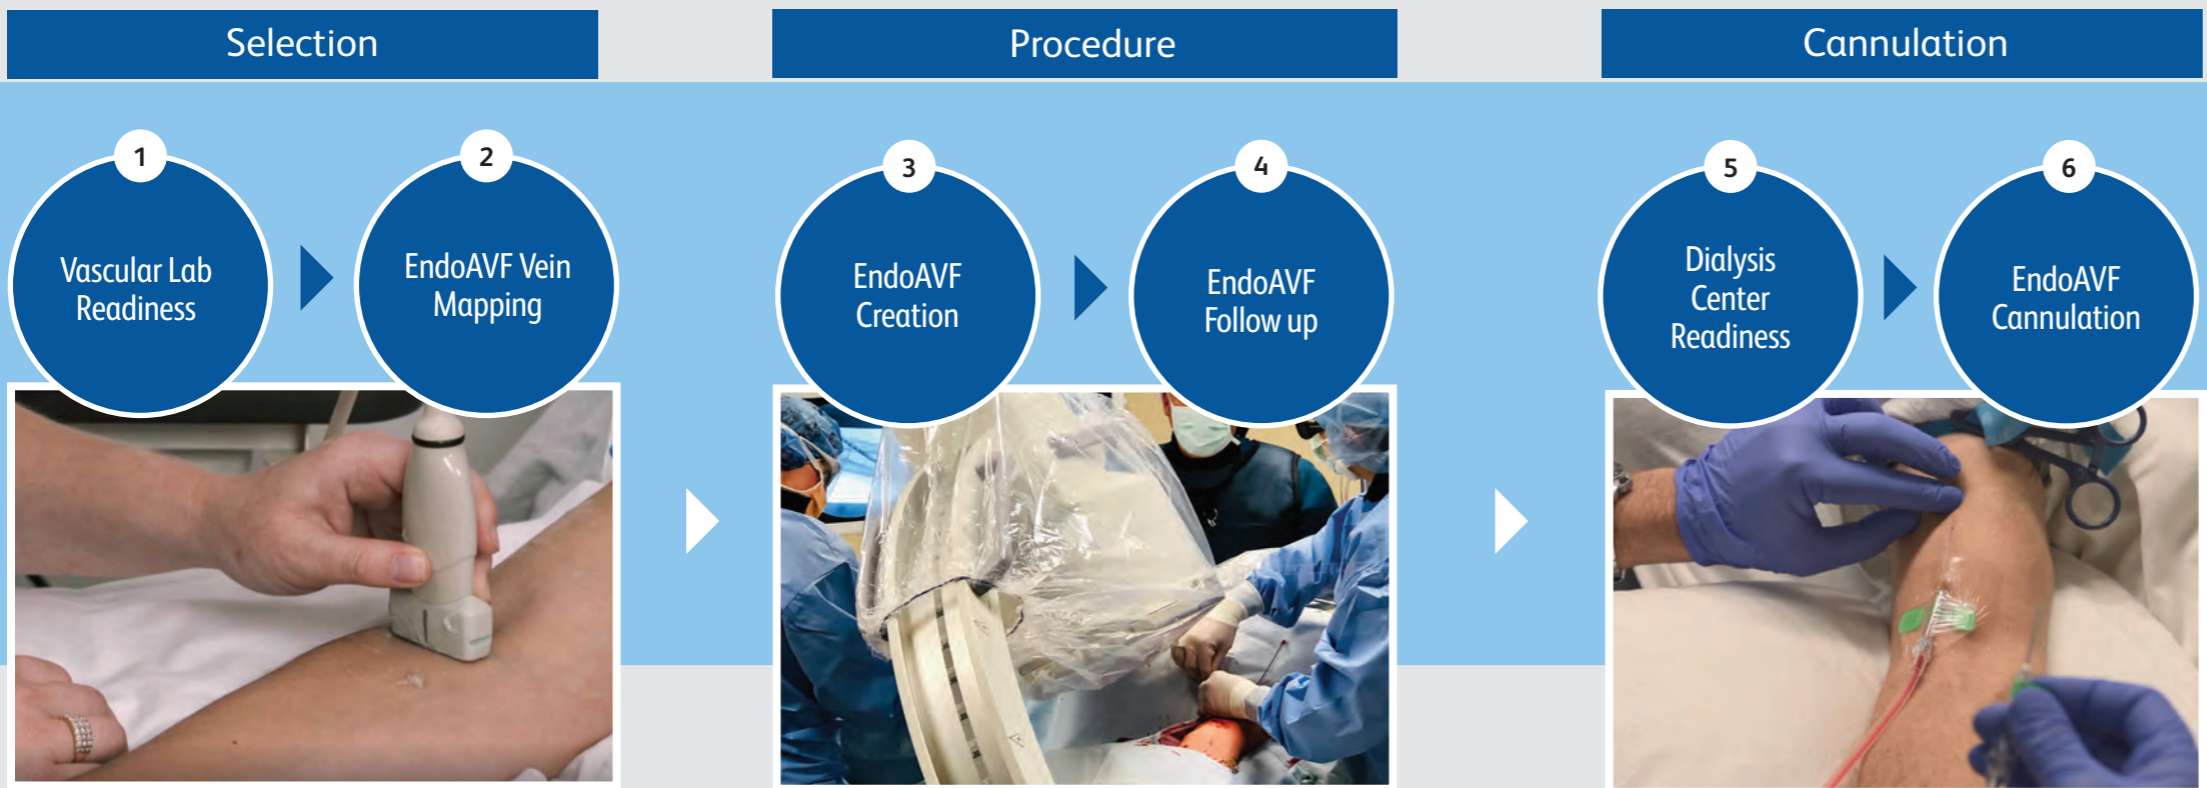 Selection
Procedure
Cannulation
1
Vascular Lab
Readiness
2
EndoAVF Vein
Mapping
3
EndoAVF
Creation
4
EndoAVF
Follow up
5
Dialysis
Center
Readiness
6
EndoAVF
Cannulation